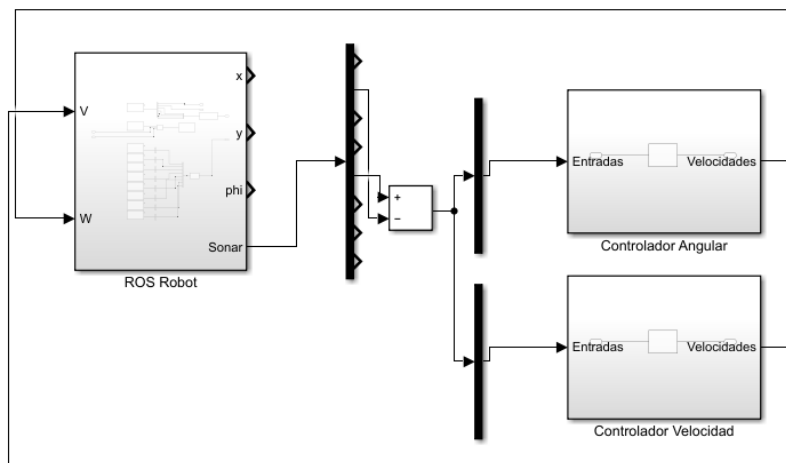 x
V
y
phi
W
Sonar
ROS Robot
+
−
Entradas
Velocidades
Controlador Angular
Entradas
Velocidades
Controlador Velocidad